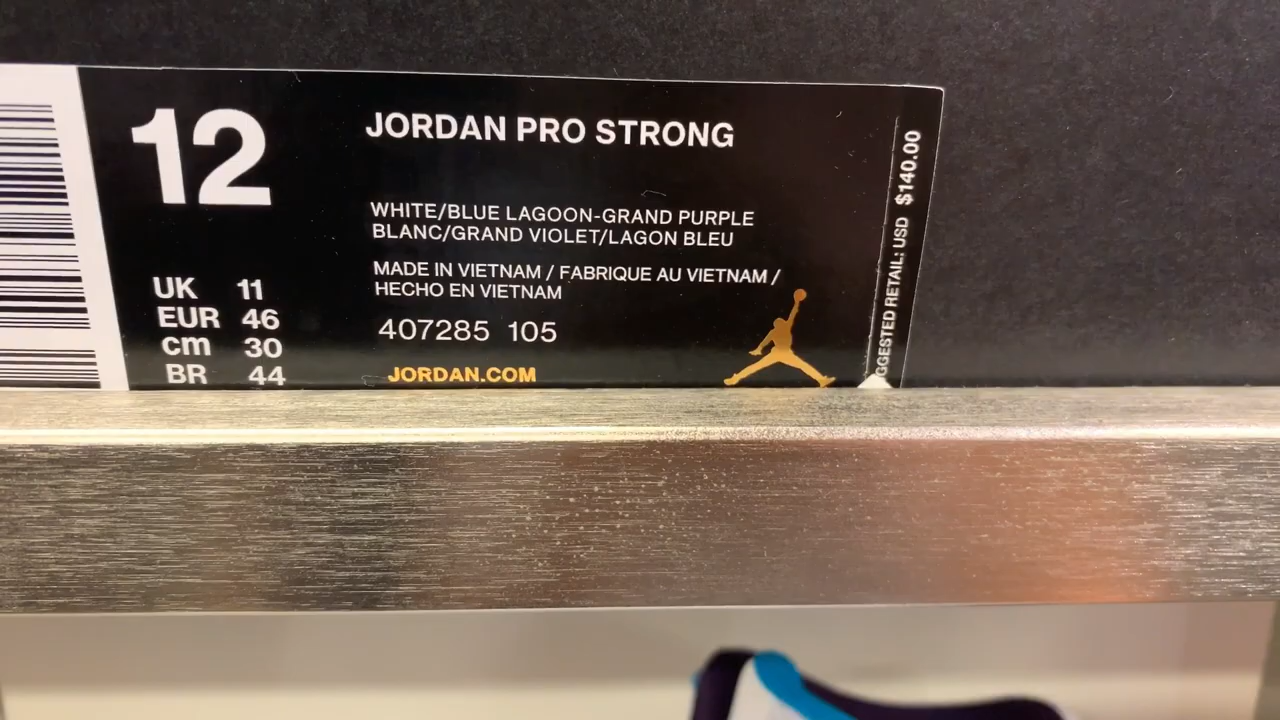 12
UK 11
EUR 46
cm 30
BR 44
JORDAN PRO STRONG
WHITE/BLUE LAGOON-GRAND PURPLE
BLANC/GRAND VIOLET/LAGON BLEU
MADE IN VIETNAM / FABRIQUE AU VIETNAM /
HECHO EN VIETNAM
407285 105
JORDAN.COM
RETAIL: USD $140.00